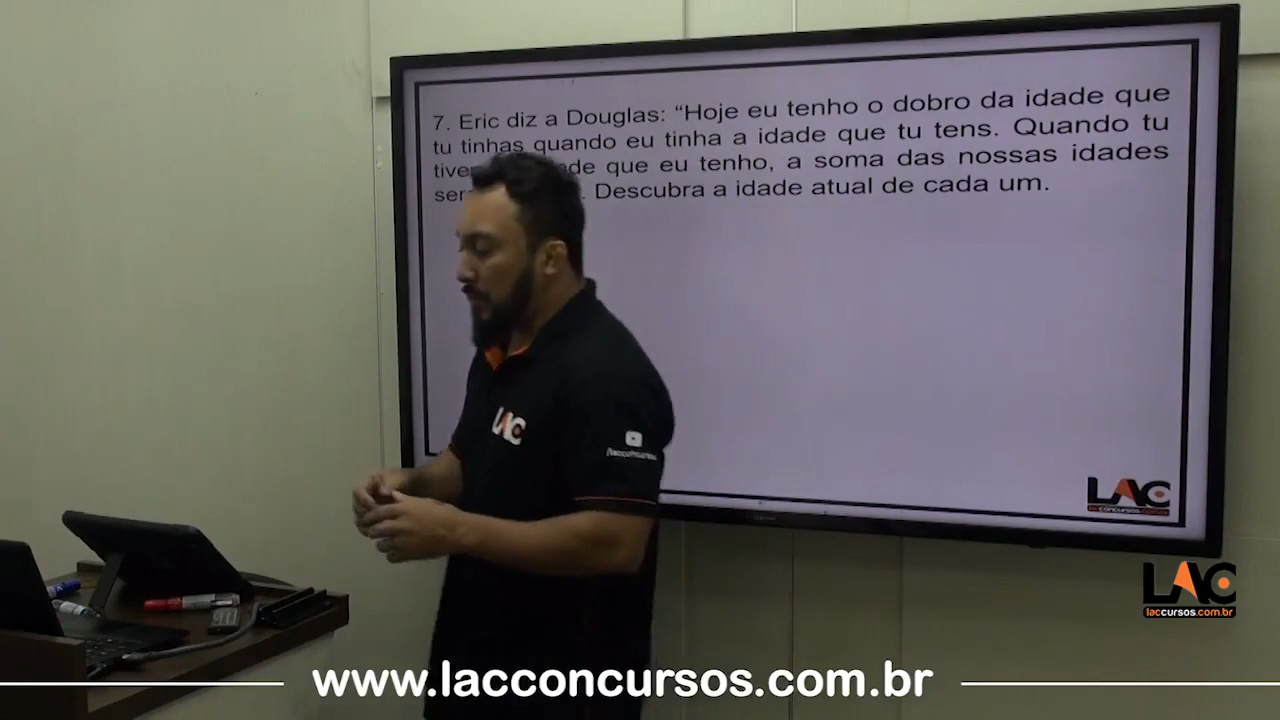 7. Eric diz a Douglas: “Hoje eu tenho o dobro da idade que
tu tinhas quando eu tinha a idade que tu tens. Quando tu
que eu tenho, a soma das nossas idades
Descubra a idade atual de cada um.
LAC
LAC
LAC
laccursos.com.br
www.lacconcursos.com.br